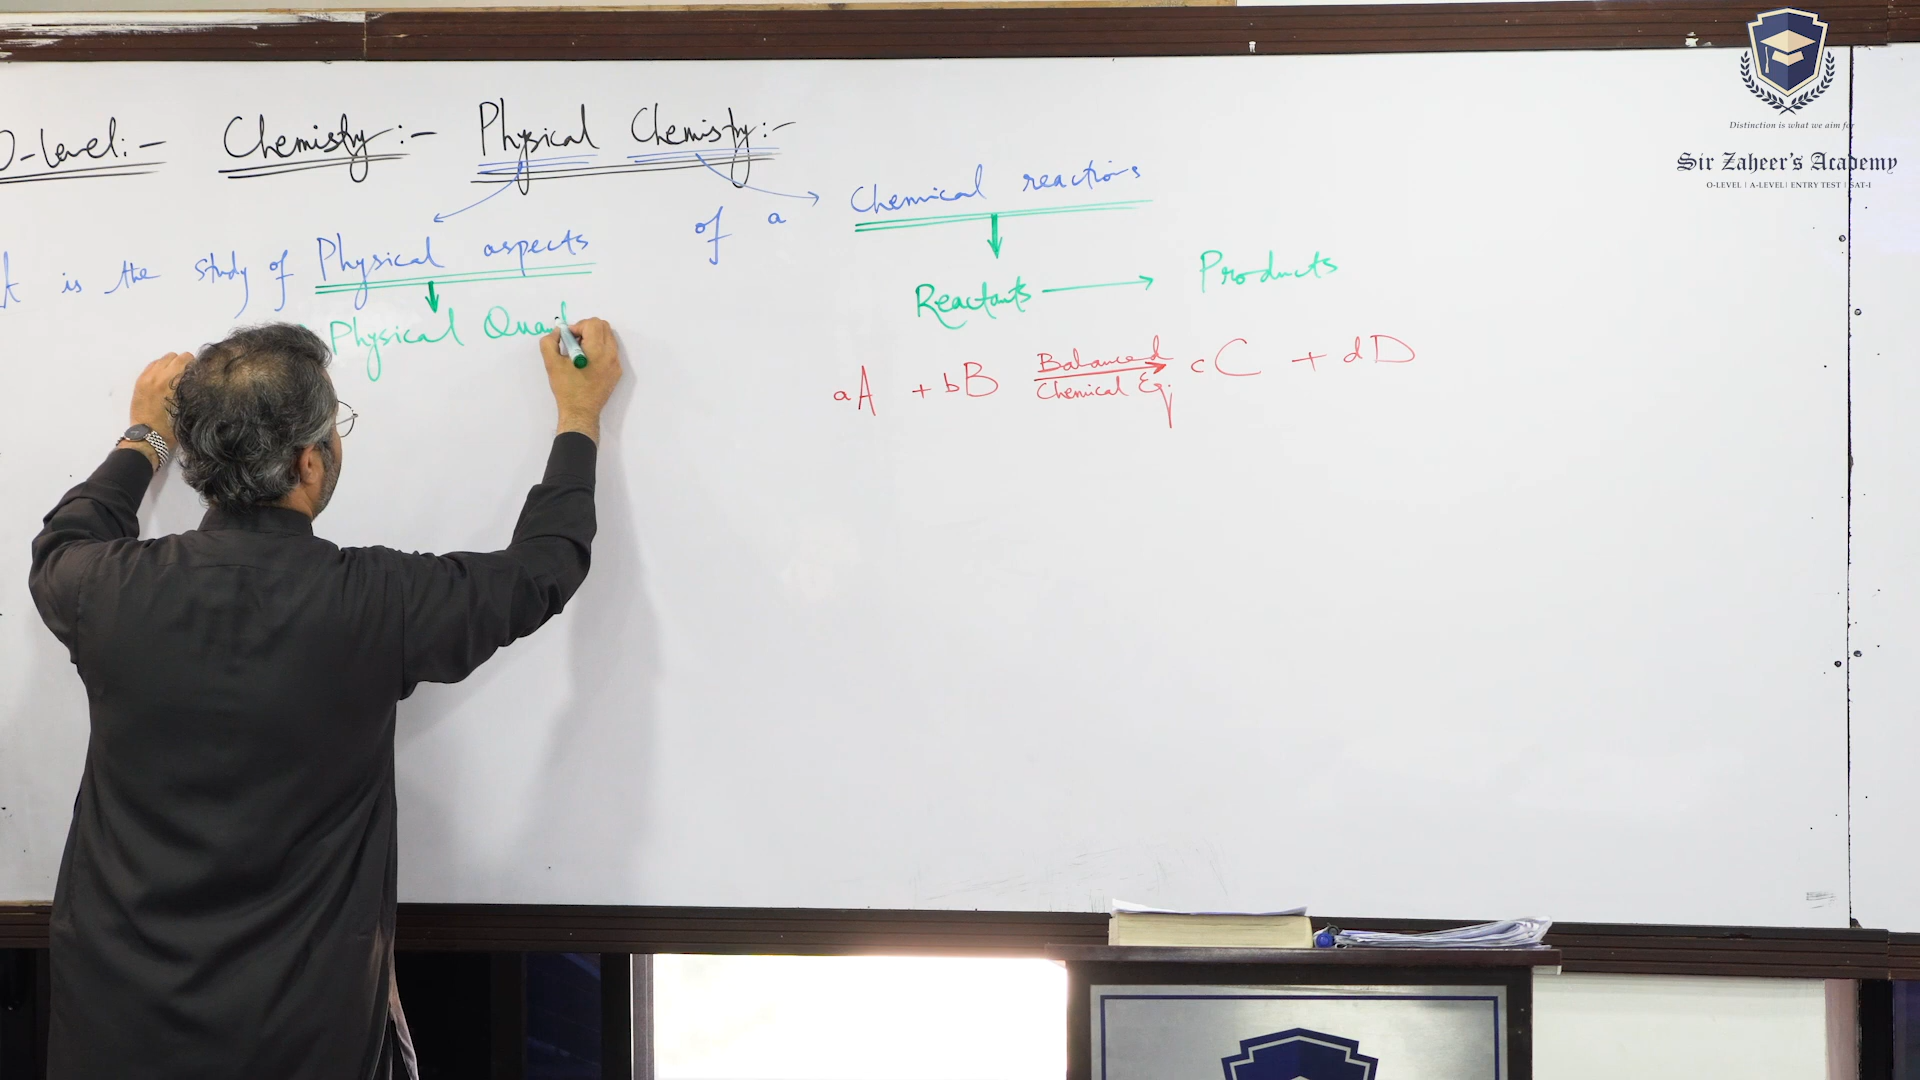 O-level:- Chemistry:- Physical Chemistry:-
is the study of Physical aspects of a Chemical reactions
Physical Quant
Reactants → Products
aA + bB Balanced Chemical Eq. → cC + dD
Distinction is what we aim for
Sir Zaheer's Academy
O-LEVEL | A-LEVEL | ENTRY TEST | SAT-I